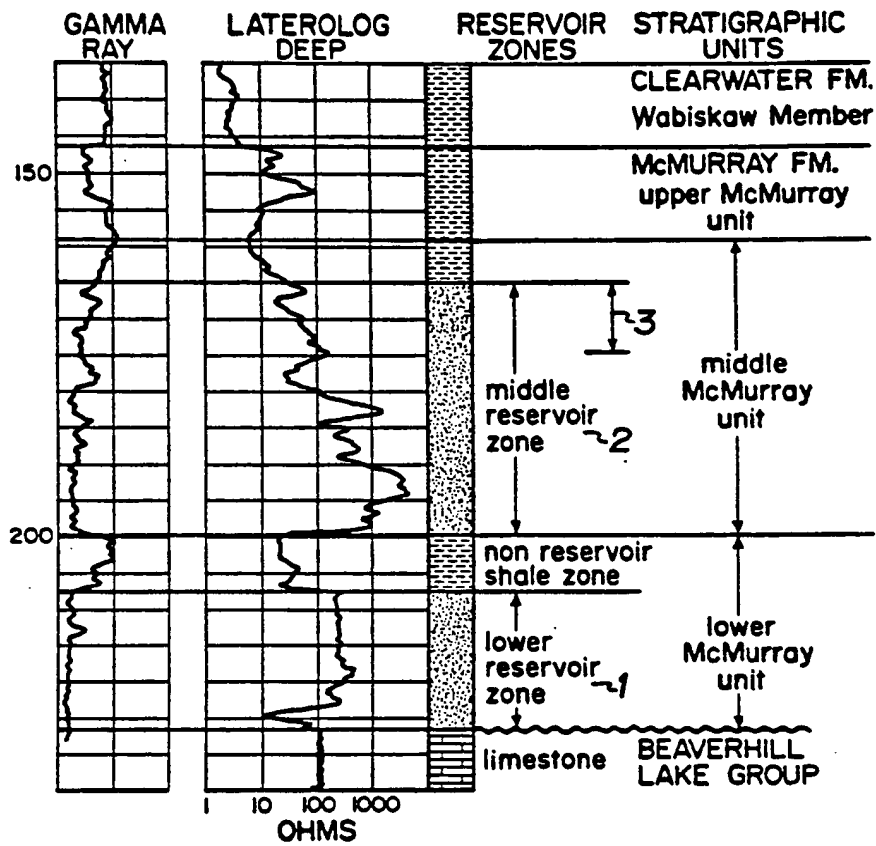 GAMMA RAY
LATEROLOG DEEP
RESERVOIR ZONES
STRATIGRAPHIC UNITS
CLEARWATER FM.
Wabiskaw Member
150
McMURRAY FM.
upper McMurray
unit
3
middle
reservoir
zone
2
middle
McMurray
unit
200
non reservoir
shale zone
lower
reservoir
zone
1
lower
McMurray
unit
limestone
BEAVERHILL
LAKE GROUP
1 10 100 1000
OHMS